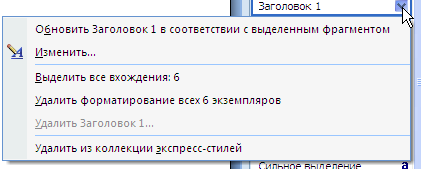 Заголовок 1
Обновить Заголовок 1 в соответствии с выделенным фрагментом
Изменить...
Выделить все вхождения: 6
Удалить форматирование всех 6 экземпляров
Удалить Заголовок 1...
Удалить из коллекции экспресс-стилей
Сильное выделение a